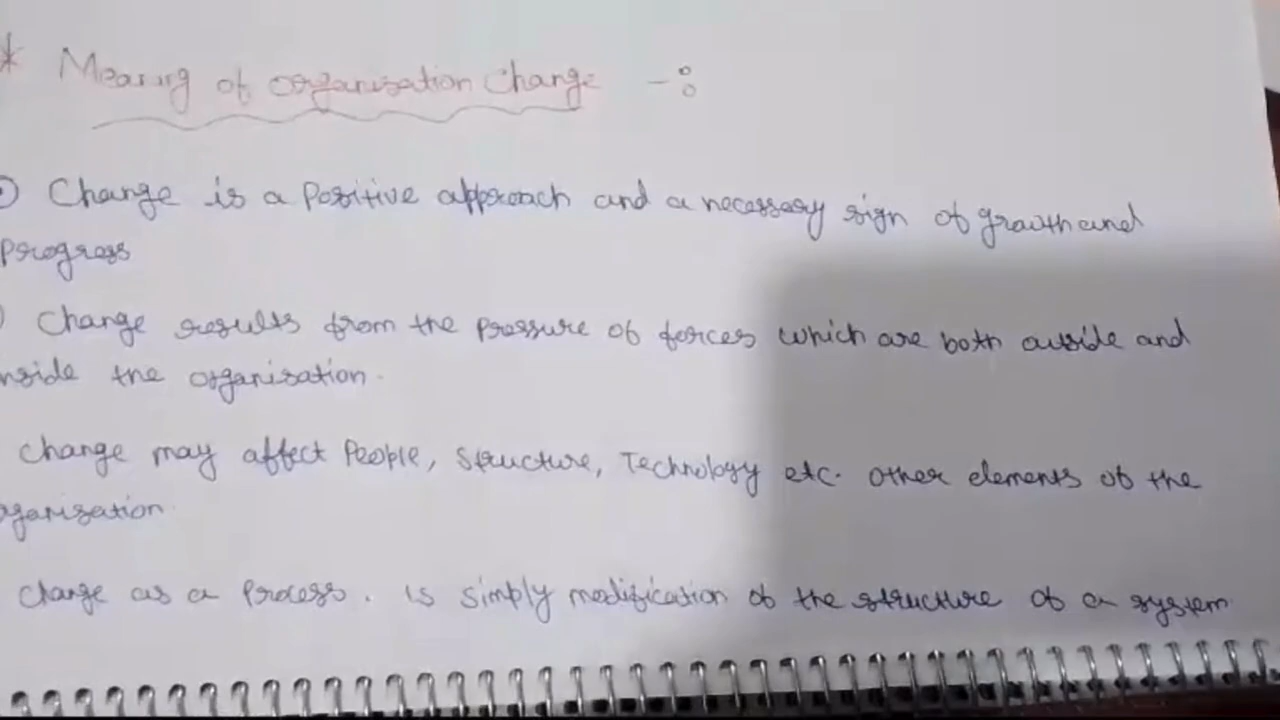 * Meaning of organisation change -:
Change is a Positive approach and a necessary sign of growth and
Progress
Change results from the pressure of forces which are both outside and
nside the organisation.
Change may affect People, Structure, Technology etc. other elements of the
ganisation
Change as a Process. is simply modification of the structure of a system